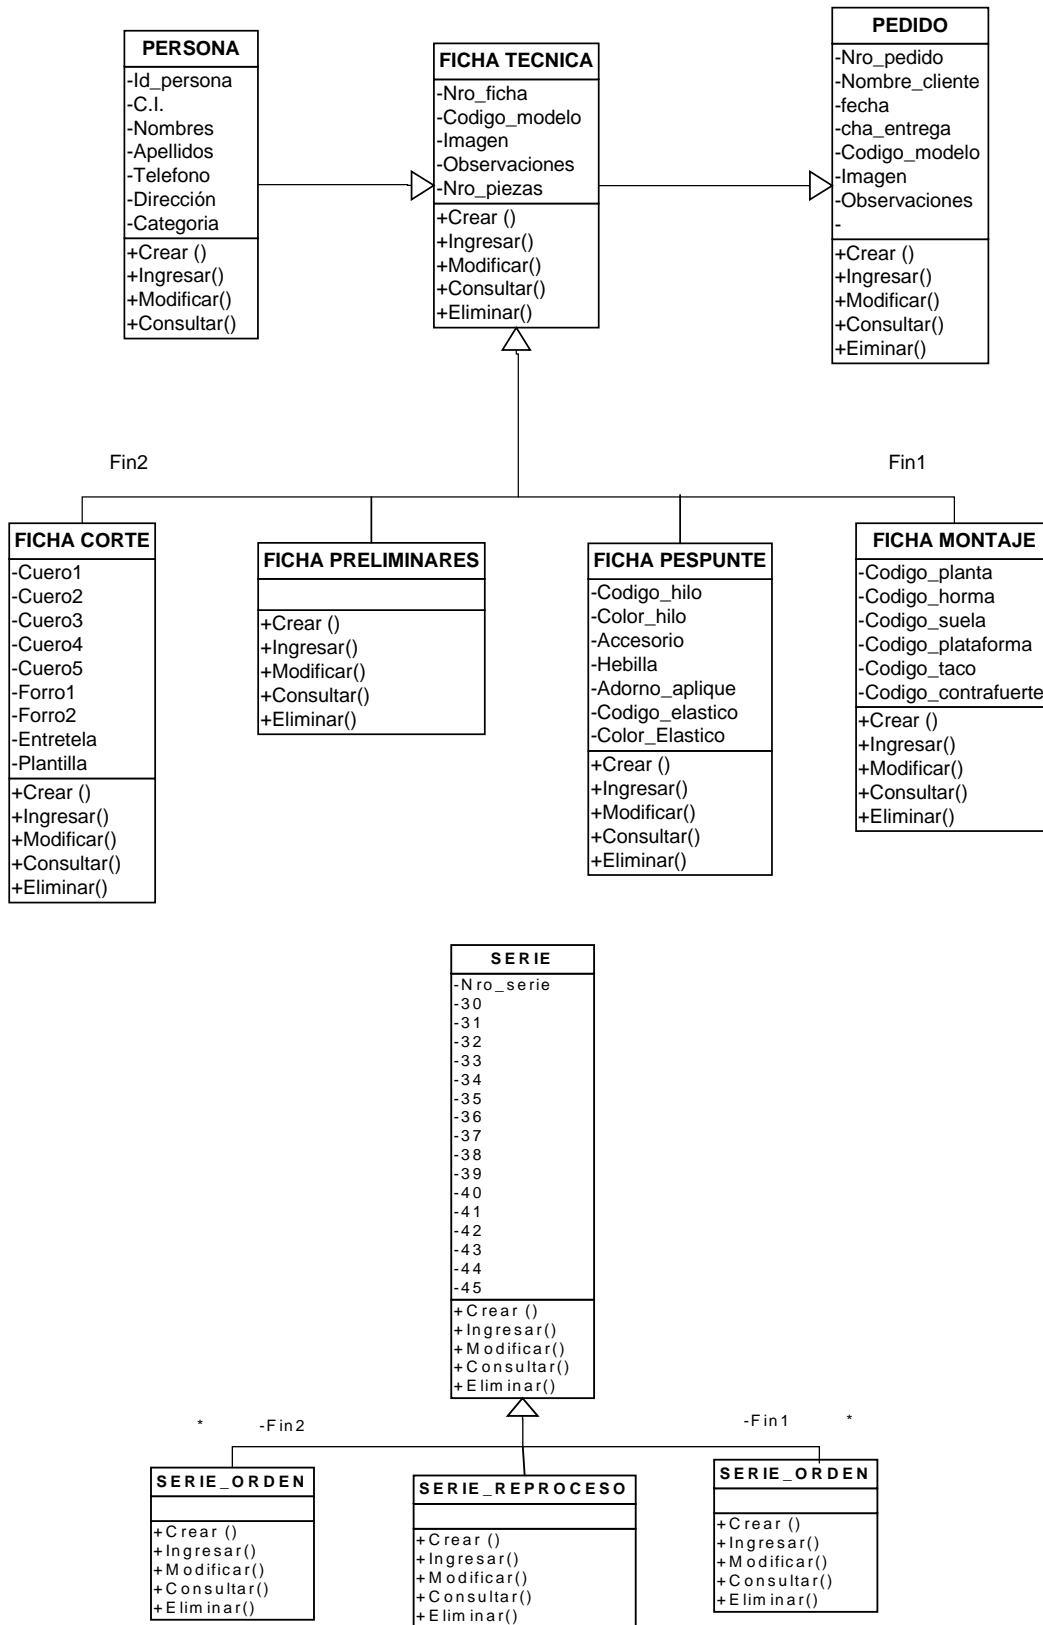 PERSONA
-Id_persona
-C.I.
-Nombres
-Apellidos
-Telefono
-Dirección
-Categoria
+Crear ()
+Ingresar()
+Modificar()
+Consultar()
FICHA TECNICA
-Nro_ficha
-Codigo_modelo
-Imagen
-Observaciones
-Nro_piezas
+Crear ()
+Ingresar()
+Modificar()
+Consultar()
+Eliminar()
PEDIDO
-Nro_pedido
-Nombre_cliente
-fecha
-cha_entrega
-Codigo_modelo
-Imagen
-Observaciones
-
+Crear ()
+Ingresar()
+Modificar()
+Consultar()
+Eiminar()
Fin2
Fin1
FICHA CORTE
-Cuero1
-Cuero2
-Cuero3
-Cuero4
-Cuero5
-Forro1
-Forro2
-Entretela
-Plantilla
+Crear ()
+Ingresar()
+Modificar()
+Consultar()
+Eliminar()
FICHA PRELIMINARES
+Crear ()
+Ingresar()
+Modificar()
+Consultar()
+Eliminar()
FICHA PESPUNTE
-Codigo_hilo
-Color_hilo
-Accesorio
-Hebilla
-Adorno_aplique
-Codigo_elastico
-Color_Elastico
+Crear ()
+Ingresar()
+Modificar()
+Consultar()
+Eliminar()
FICHA MONTAJE
-Codigo_planta
-Codigo_horma
-Codigo_suela
-Codigo_plataforma
-Codigo_taco
-Codigo_contrafuerte
+Crear ()
+Ingresar()
+Modificar()
+Consultar()
+Eliminar()
SERIE
-Nro_serie
-30
-31
-32
-33
-34
-35
-36
-37
-38
-39
-40
-41
-42
-43
-44
-45
+Crear ()
+Ingresar()
+Modificar()
+Consultar()
+Eliminar()
* -Fin2
-Fin1 *
SERIE_ORDEN
+Crear ()
+Ingresar()
+Modificar()
+Consultar()
+Eliminar()
SERIE_REPROCESO
+Crear ()
+Ingresar()
+Modificar()
+Consultar()
+Eliminar()
SERIE_ORDEN
+Crear ()
+Ingresar()
+Modificar()
+Consultar()
+Eliminar()